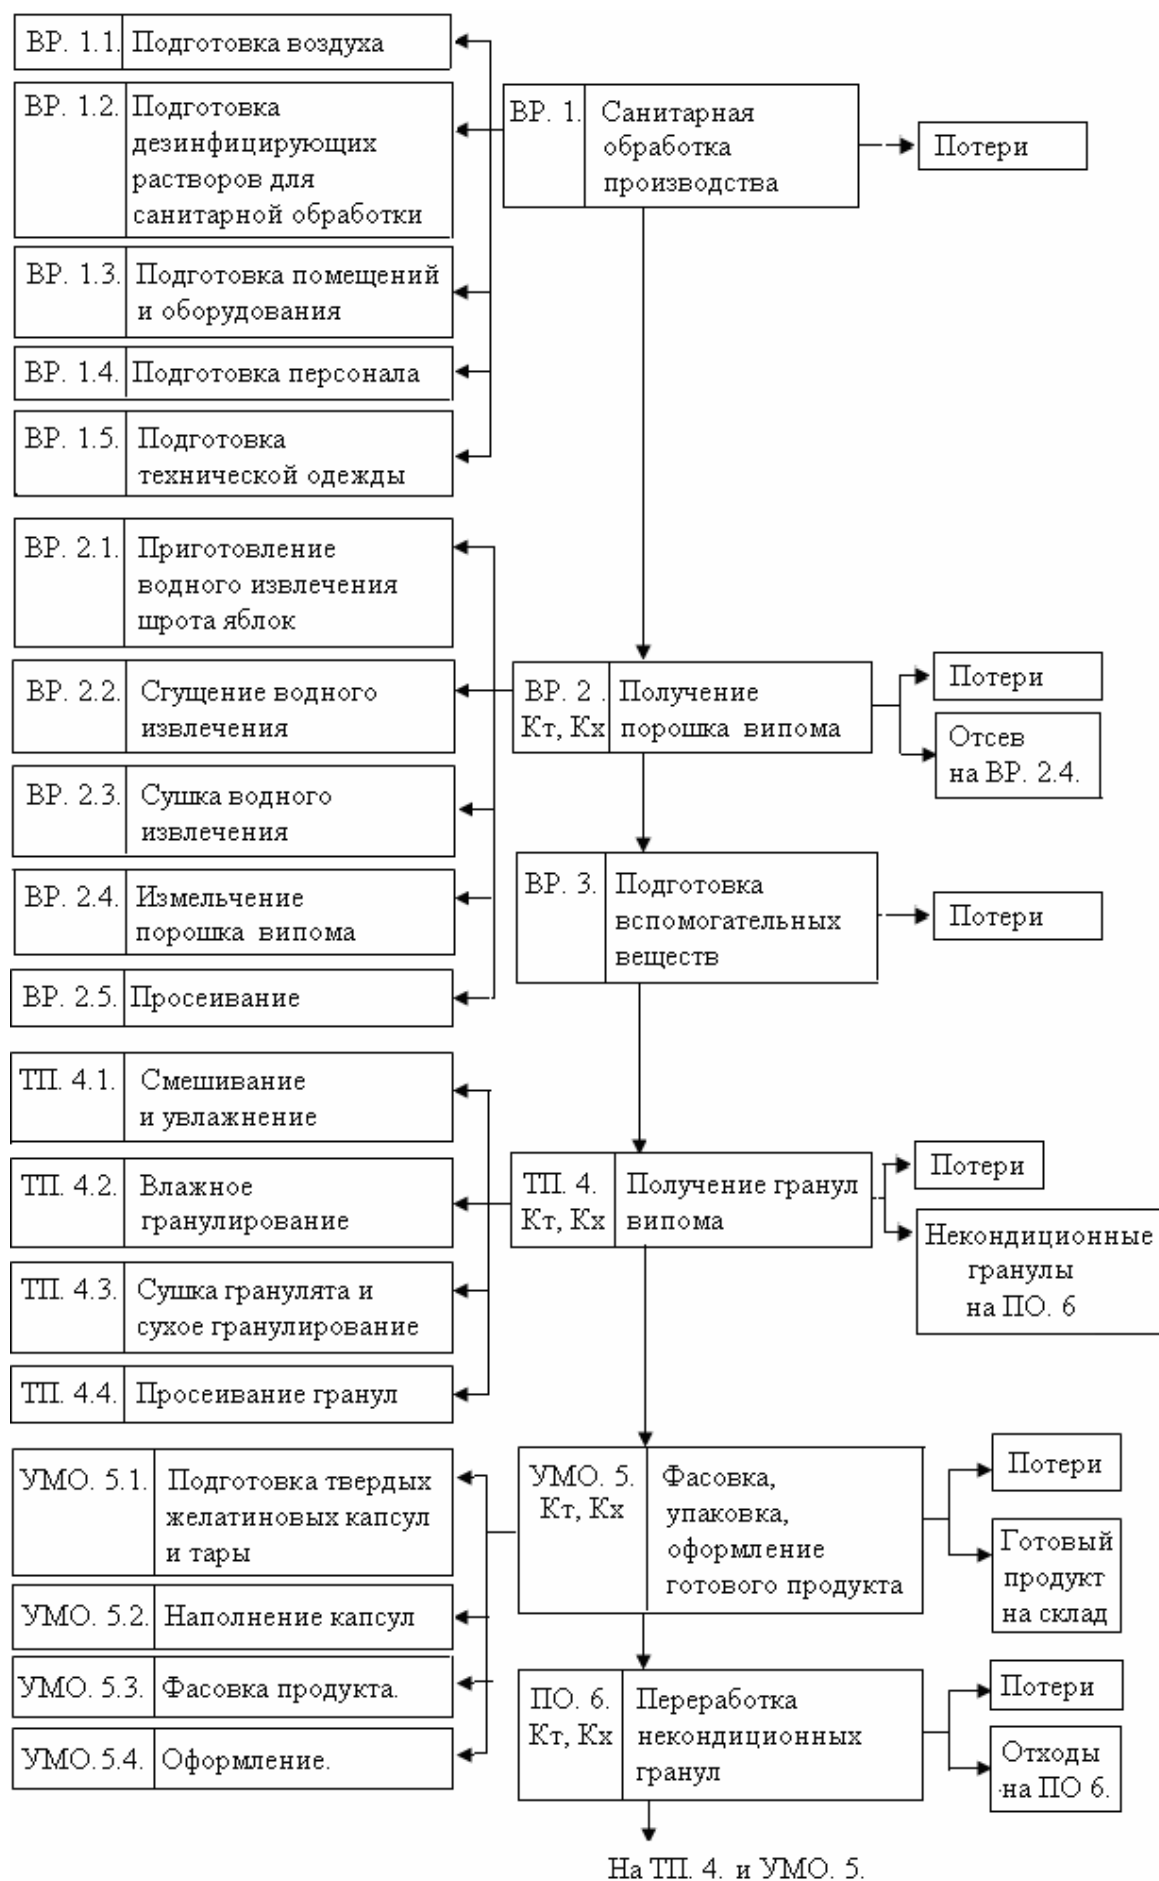 ВР. 1.1. Подготовка воздуха
ВР. 1.2. Подготовка
дезинфицирующих
растворов для
санитарной обработки
ВР. 1.3. Подготовка помещений
и оборудования
ВР. 1.4. Подготовка персонала
ВР. 1.5. Подготовка
технической одежды
ВР. 1. Санитарная
обработка
производства
Потери
ВР. 2.1. Приготовление
водного извлечения
шрота яблок
ВР. 2.2. Сгущение водного
извлечения
ВР. 2.3. Сушка водного
извлечения
ВР. 2.4. Измельчение
порошка випома
ВР. 2.5. Просеивание
ВР. 2 . Получение
Кт, Кх порошка випома
Потери
Отсев
на ВР. 2.4.
ВР. 3. Подготовка
вспомогательных
веществ
Потери
ТП. 4.1. Смешивание
и увлажнение
ТП. 4.2. Влажное
гранулирование
ТП. 4.3. Сушка гранулята и
сухое гранулирование
ТП. 4.4. Просеивание гранул
ТП. 4. Получение гранул
Кт, Кх випома
Потери
Некондиционные
гранулы
на ПО. 6
УМО. 5.1. Подготовка твердых
желатиновых капсул
и тары
УМО. 5.2. Наполнение капсул
УМО. 5.3. Фасовка продукта.
УМО. 5.4. Оформление.
УМО. 5. Фасовка,
Кт, Кх упаковка,
оформление
готового продукта
Потери
Готовый
продукт
на склад
ПО. 6. Переработка
Кт, Кх некондиционных
гранул
Потери
Отходы
на ПО 6.
На ТП. 4. и УМО. 5.